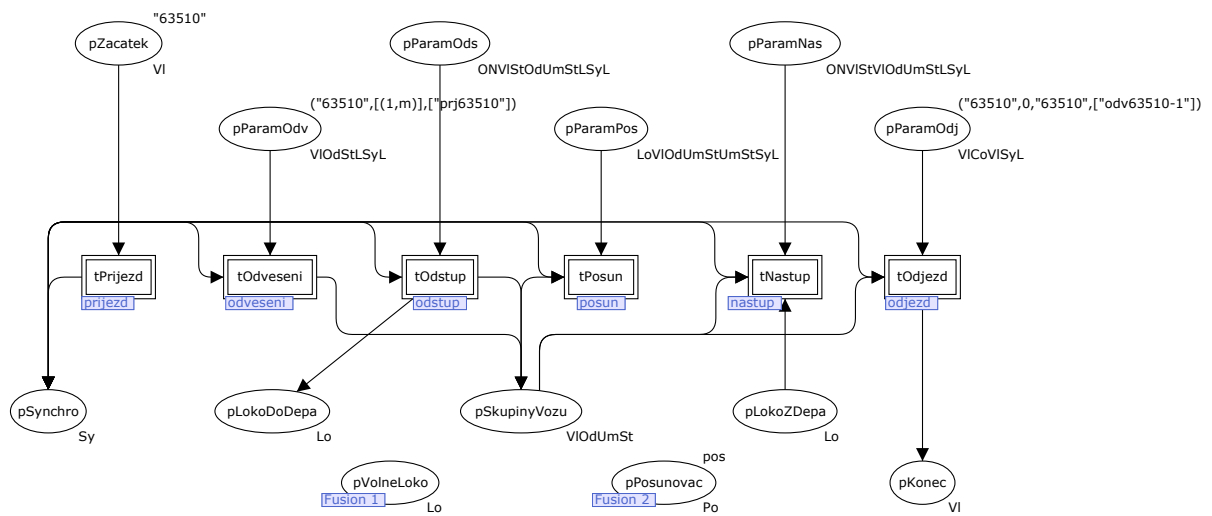 "63510"
pZacatek
Vl
pParamOds
ONVlStOdUmStLSyL
pParamNas
ONVlStVlOdUmStLSyL
("63510",[(1,m)],["prj63510"])
pParamOdv
VlOdStLSyL
pParamPos
LoVlOdUmStUmStSyL
("63510",0,"63510",["odv63510-1"])
pParamOdj
VlCoVlSyL
tPrijezd
prijezd
tOdveseni
odveseni
tOdstup
odstup
tPosun
posun
tNastup
nastup
tOdjezd
odjezd
pSynchro
Sy
pLokoDoDepa
Lo
pSkupinyVozu
VlOdUmSt
pLokoZDepa
Lo
pVolneLoko
Fusion 1
Lo
pos
pPosunovac
Fusion 2
Po
pKonec
Vl